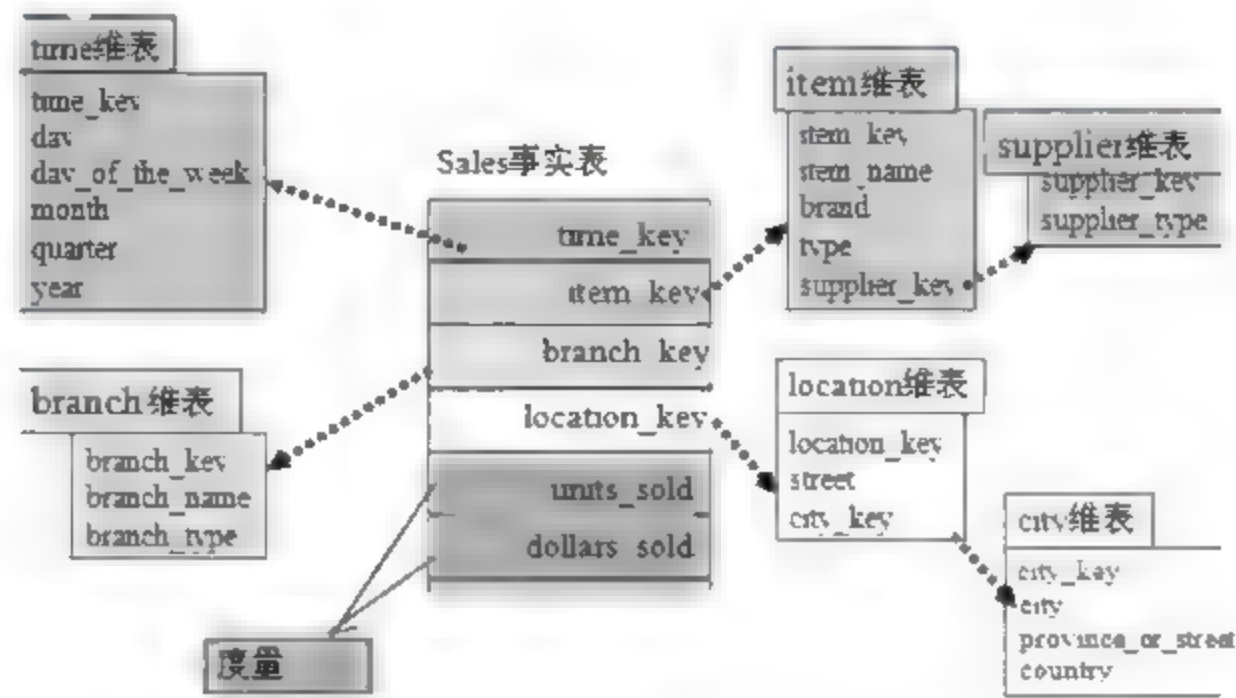 time维表
time_key
day
day_of_the_week
month
quarter
year
Sales事实表
time_key
item_key
branch_key
location_key
units_sold
dollars_sold
度量
branch维表
branch_key
branch_name
branch_type
item维表
item_key
item_name
brand
type
supplier_key
supplier维表
supplier_key
supplier_type
location维表
location_key
street
city_key
city维表
city_key
city
province_or_street
country